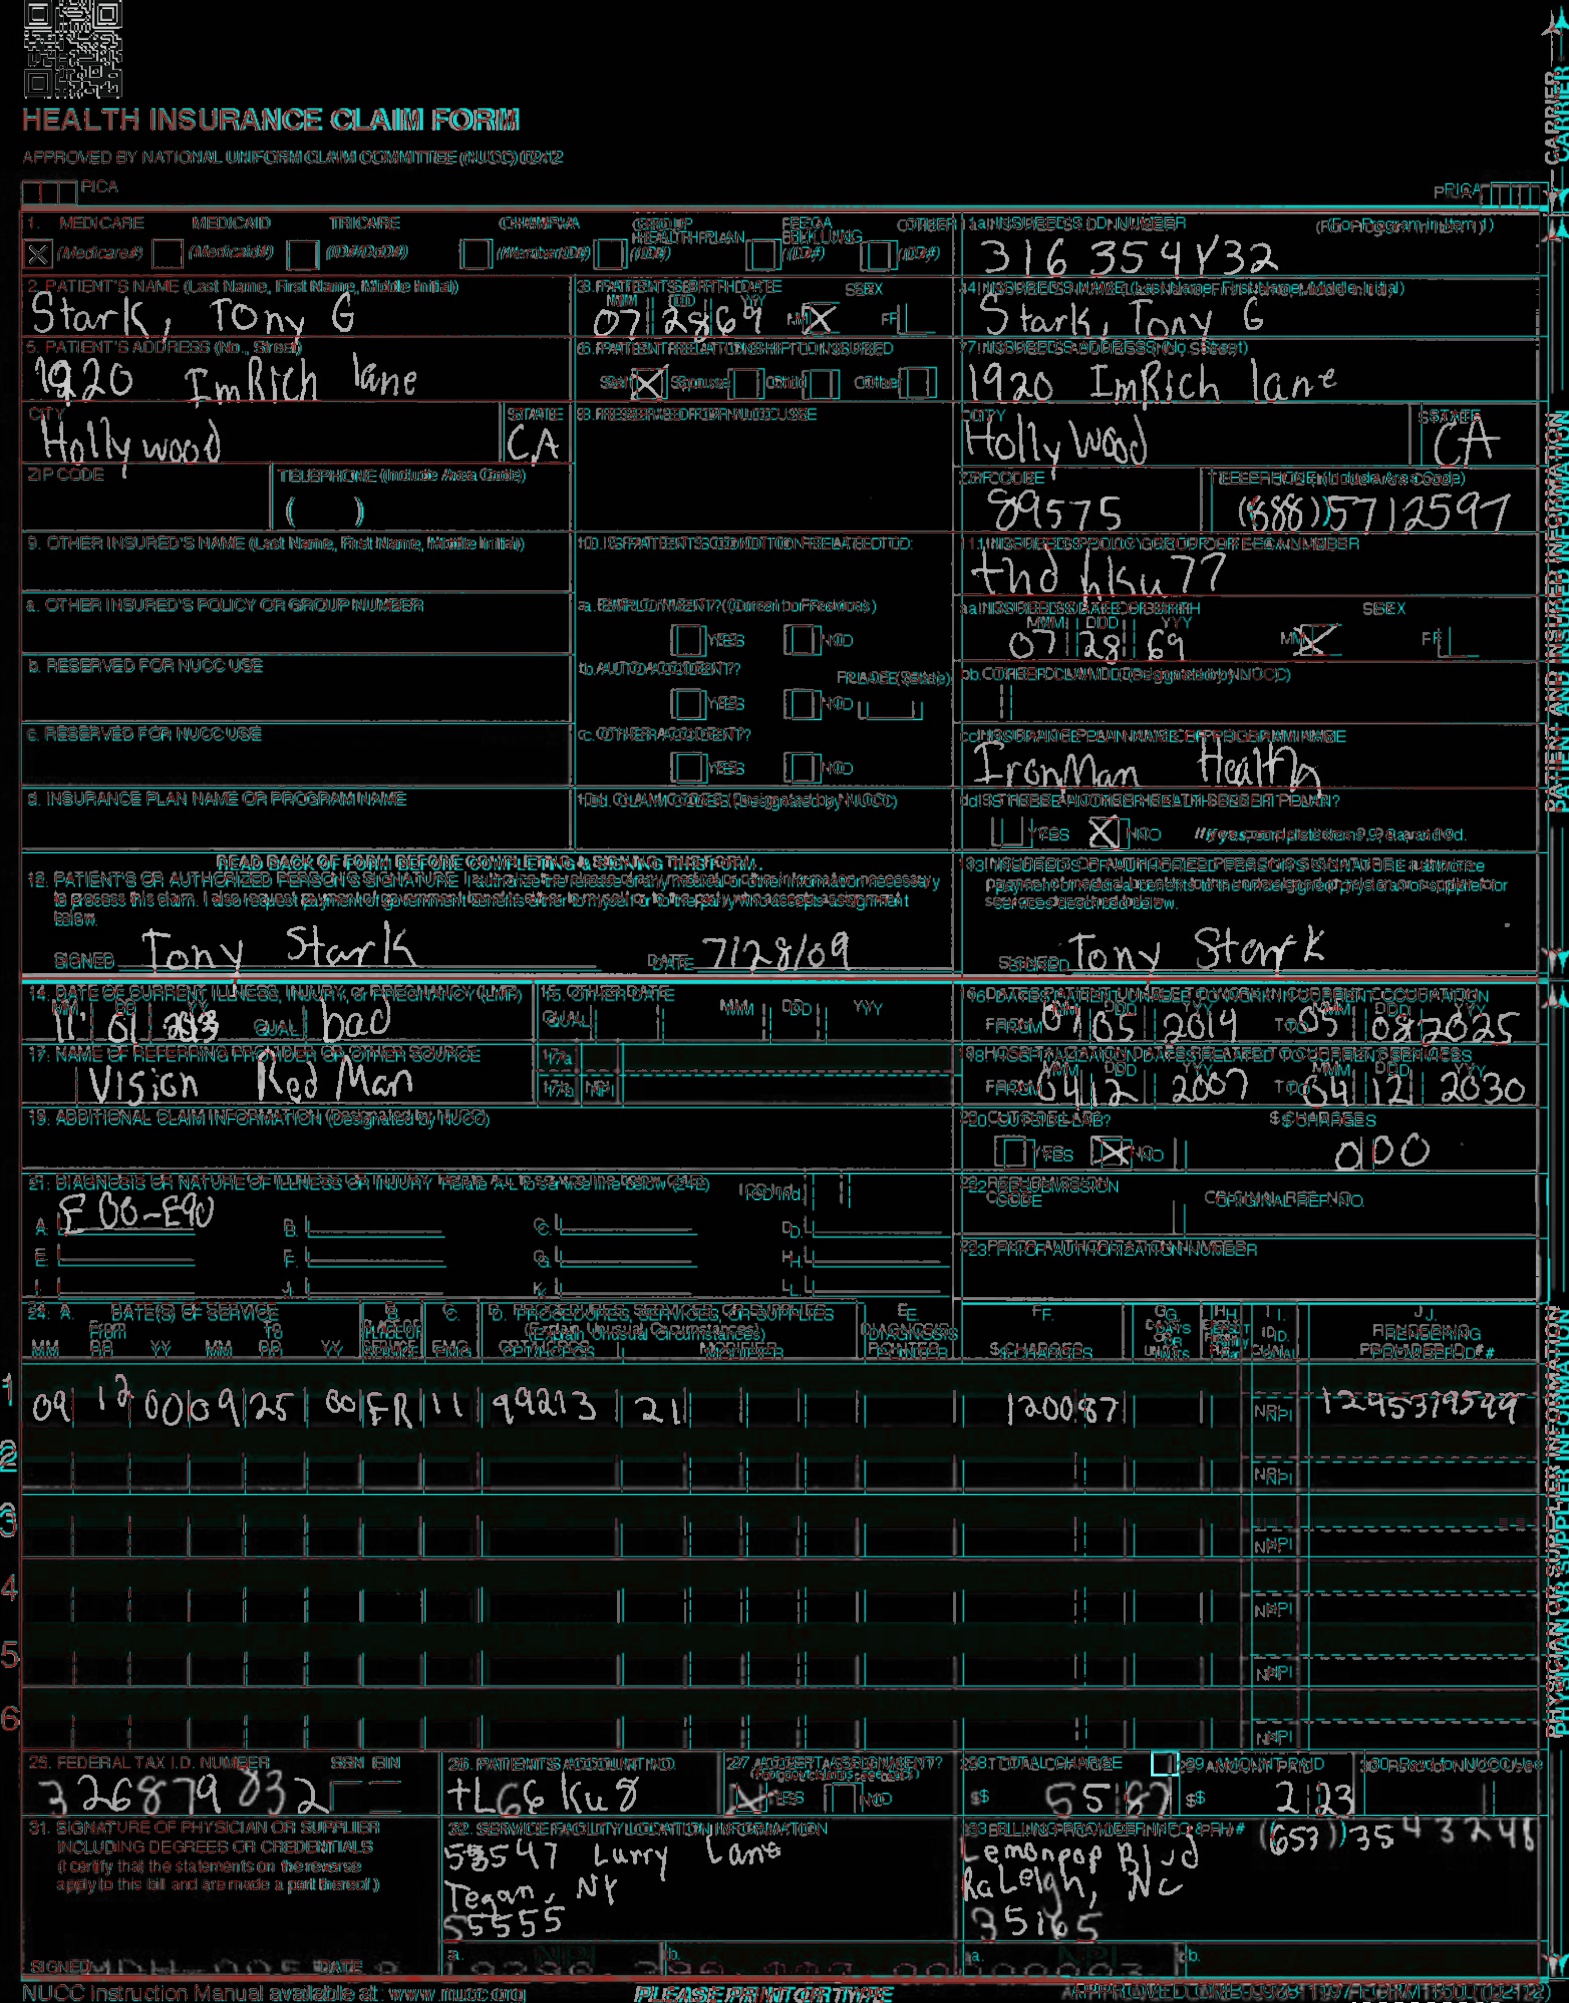 HEALTH INSURANCE CLAIM FORM
APPROVED BY NATIONAL UNIFORM CLAIM COMMITTEE (NUCC) 02/12
PICA PICA
CARRIER
1. MEDICARE MEDICAID TRICARE CHAMPVA GROUP HEALTH PLAN FECA BLK LUNG OTHER
(Medicare#) (Medicaid#) (ID#/DoD#) (Member ID#) (ID#) (ID#) (ID#)
1a. INSURED'S I.D. NUMBER (For Program in Item 1)
316 354Y32
2. PATIENT'S NAME (Last Name, First Name, Middle Initial)
Stark, Tony G
3. PATIENT'S BIRTH DATE SEX
MM DD YY
07 28 69 M F
4. INSURED'S NAME (Last Name, First Name, Middle Initial)
Stark, Tony G
5. PATIENT'S ADDRESS (No., Street)
1920 ImRich lane
6. PATIENT RELATIONSHIP TO INSURED
Self Spouse Child Other
7. INSURED'S ADDRESS (No., Street)
1920 ImRich lane
CITY STATE
Hollywood CA
8. RESERVED FOR NUCC USE
CITY STATE
Hollywood CA
ZIP CODE TELEPHONE (Include Area Code)
( )
ZIP CODE TELEPHONE (Include Area Code)
89575 (888) 5712597
9. OTHER INSURED'S NAME (Last Name, First Name, Middle Initial)
10. IS PATIENT'S CONDITION RELATED TO:
11. INSURED'S POLICY GROUP OR FECA NUMBER
thd hku77
a. OTHER INSURED'S POLICY OR GROUP NUMBER
a. EMPLOYMENT? (Current or Previous)
YES NO
a. INSURED'S DATE OF BIRTH SEX
MM DD YY
07 28 69 M F
b. RESERVED FOR NUCC USE
b. AUTO ACCIDENT? PLACE (State)
YES NO
b. OTHER CLAIM ID (Designated by NUCC)
c. RESERVED FOR NUCC USE
c. OTHER ACCIDENT?
YES NO
c. INSURANCE PLAN NAME OR PROGRAM NAME
IronMan Health
d. INSURANCE PLAN NAME OR PROGRAM NAME
10d. CLAIM CODES (Designated by NUCC)
d. IS THERE ANOTHER HEALTH BENEFIT PLAN?
YES NO If yes, complete items 9, 9a, and 9d.
PATIENT AND INSURED INFORMATION
READ BACK OF FORM BEFORE COMPLETING & SIGNING THIS FORM.
12. PATIENT'S OR AUTHORIZED PERSON'S SIGNATURE I authorize the release of any medical or other information necessary
to process this claim. I also request payment of government benefits either to myself or to the party who accepts assignment
below.
SIGNED Tony Stark DATE 7/28/09
13. INSURED'S OR AUTHORIZED PERSON'S SIGNATURE I authorize
payment of medical benefits to the undersigned physician or supplier for
services described below.
SIGNED Tony Stark
14. DATE OF CURRENT ILLNESS, INJURY, or PREGNANCY (LMP)
MM DD YY
11 01 QUAL. bad
15. OTHER DATE
QUAL. MM DD YY
16. DATES PATIENT UNABLE TO WORK IN CURRENT OCCUPATION
MM DD YY MM DD YY
FROM 05 2019 TO 05 08 2025
17. NAME OF REFERRING PROVIDER OR OTHER SOURCE
Vision Red Man
17a.
17b. NPI
18. HOSPITALIZATION DATES RELATED TO CURRENT SERVICES
MM DD YY MM DD YY
FROM 04 12 2007 TO 04 12 2030
19. ADDITIONAL CLAIM INFORMATION (Designated by NUCC)
20. OUTSIDE LAB? $ CHARGES
YES NO 000
21. DIAGNOSIS OR NATURE OF ILLNESS OR INJURY Relate A-L to service line below (24E) ICD Ind.
A. E00-E90 B. C. D.
E. F. G. H.
I. J. K. L.
22. RESUBMISSION CODE ORIGINAL REF. NO.
23. PRIOR AUTHORIZATION NUMBER
24. A. DATE(S) OF SERVICE B. C. D. PROCEDURES, SERVICES, OR SUPPLIES E. F. G. H. I. J.
From To PLACE OF SERVICE (Explain Unusual Circumstances) DIAGNOSIS POINTER DAYS OR UNITS ID. QUAL. RENDERING PROVIDER ID. #
MM DD YY MM DD YY EMG CPT/HCPCS MODIFIER $ CHARGES
1 09 12 00 09 25 00 ER 11 99213 21 120087 NPI 1295379599
2 NPI
3 NPI
4 NPI
5 NPI
6 NPI
PHYSICIAN OR SUPPLIER INFORMATION
25. FEDERAL TAX I.D. NUMBER SSN EIN
326879832
26. PATIENT'S ACCOUNT NO.
tL66Ku8
27. ACCEPT ASSIGNMENT?
(For govt. claims, see back)
YES NO
28. TOTAL CHARGE
$ 55 87
29. AMOUNT PAID
$ 2 23
30. Rsvd for NUCC Use
31. SIGNATURE OF PHYSICIAN OR SUPPLIER
INCLUDING DEGREES OR CREDENTIALS
(I certify that the statements on the reverse
apply to this bill and are made a part thereof.)
SIGNED DATE
32. SERVICE FACILITY LOCATION INFORMATION
Lurry Lane
Tegan, NY
55555
a. b.
33. BILLING PROVIDER INFO & PH # (653) 3543248
Lemonpop Blvd
RaLeigh, NC
35165
a. b.
NUCC Instruction Manual available at: www.nucc.org
PLEASE PRINT OR TYPE